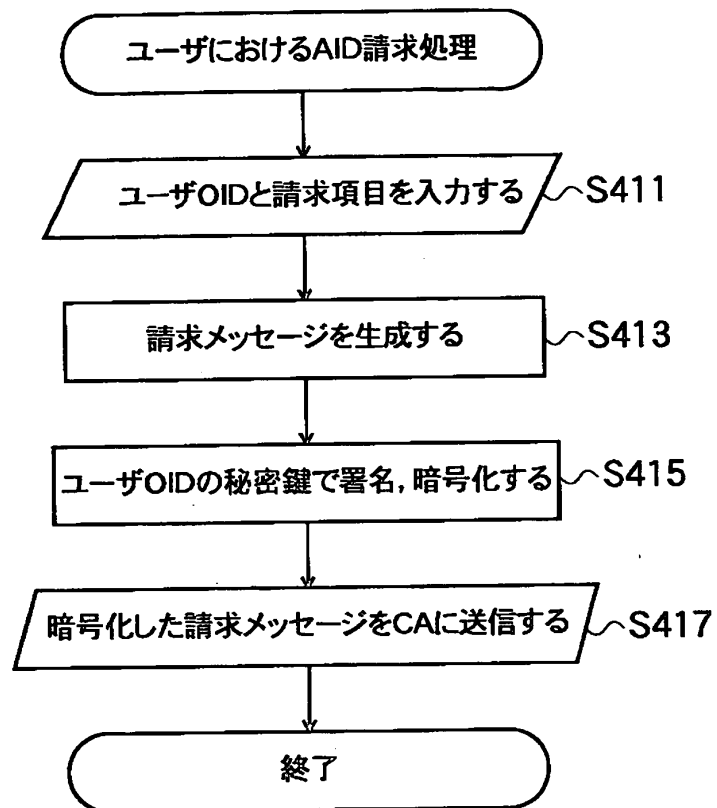 ユーザにおけるAID請求処理
ユーザOIDと請求項目を入力する
S411
請求メッセージを生成する
S413
ユーザOIDの秘密鍵で署名,暗号化する
S415
暗号化した請求メッセージをCAに送信する
S417
終了